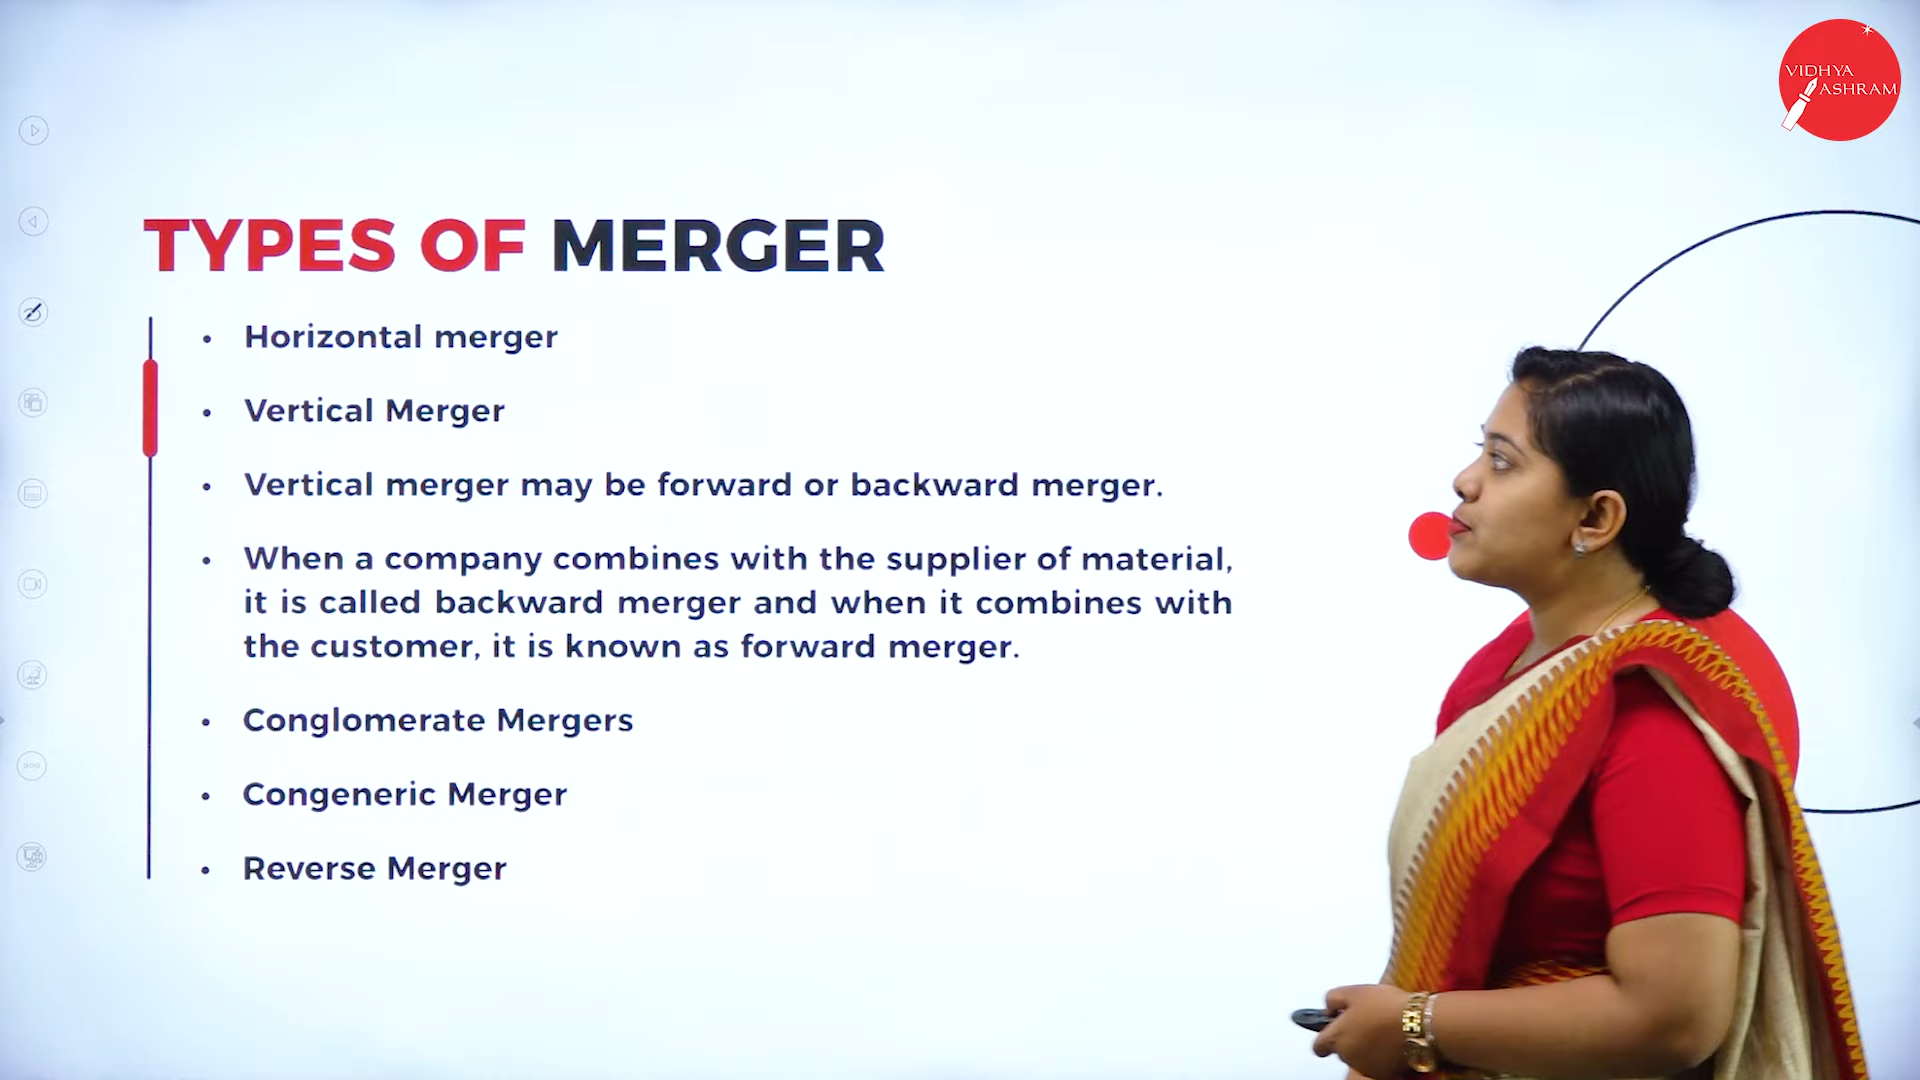 VIDHYA
ASHRAM
TYPES OF MERGER
• Horizontal merger
• Vertical Merger
• Vertical merger may be forward or backward merger.
• When a company combines with the supplier of material,
it is called backward merger and when it combines with
the customer, it is known as forward merger.
• Conglomerate Mergers
• Congeneric Merger
• Reverse Merger